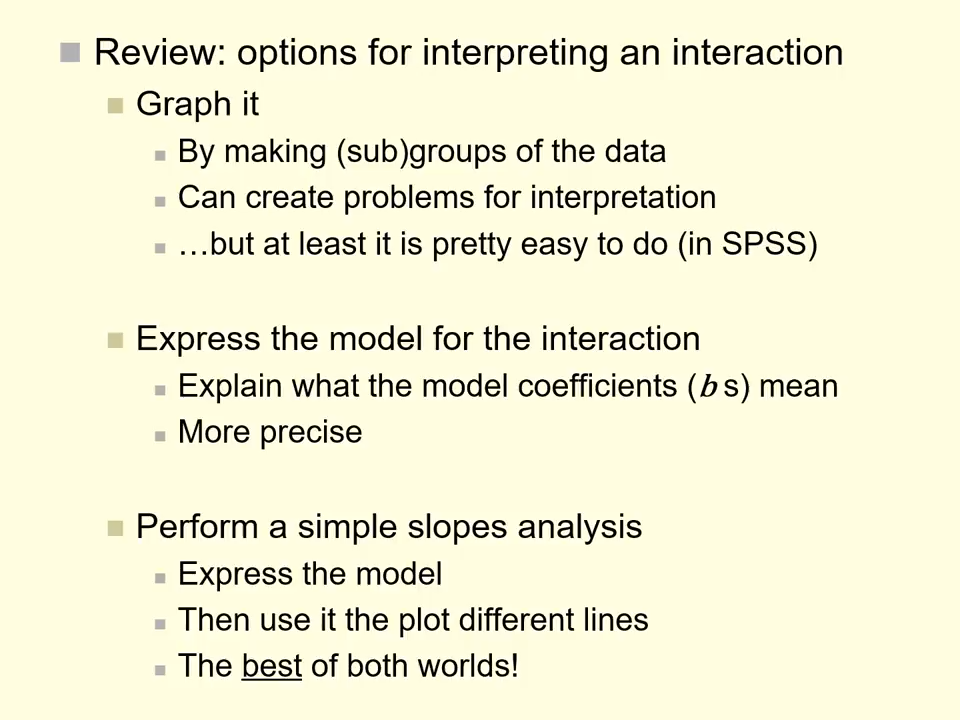 Review: options for interpreting an interaction
Graph it
By making (sub)groups of the data
Can create problems for interpretation
…but at least it is pretty easy to do (in SPSS)
Express the model for the interaction
Explain what the model coefficients (b s) mean
More precise
Perform a simple slopes analysis
Express the model
Then use it the plot different lines
The best of both worlds!